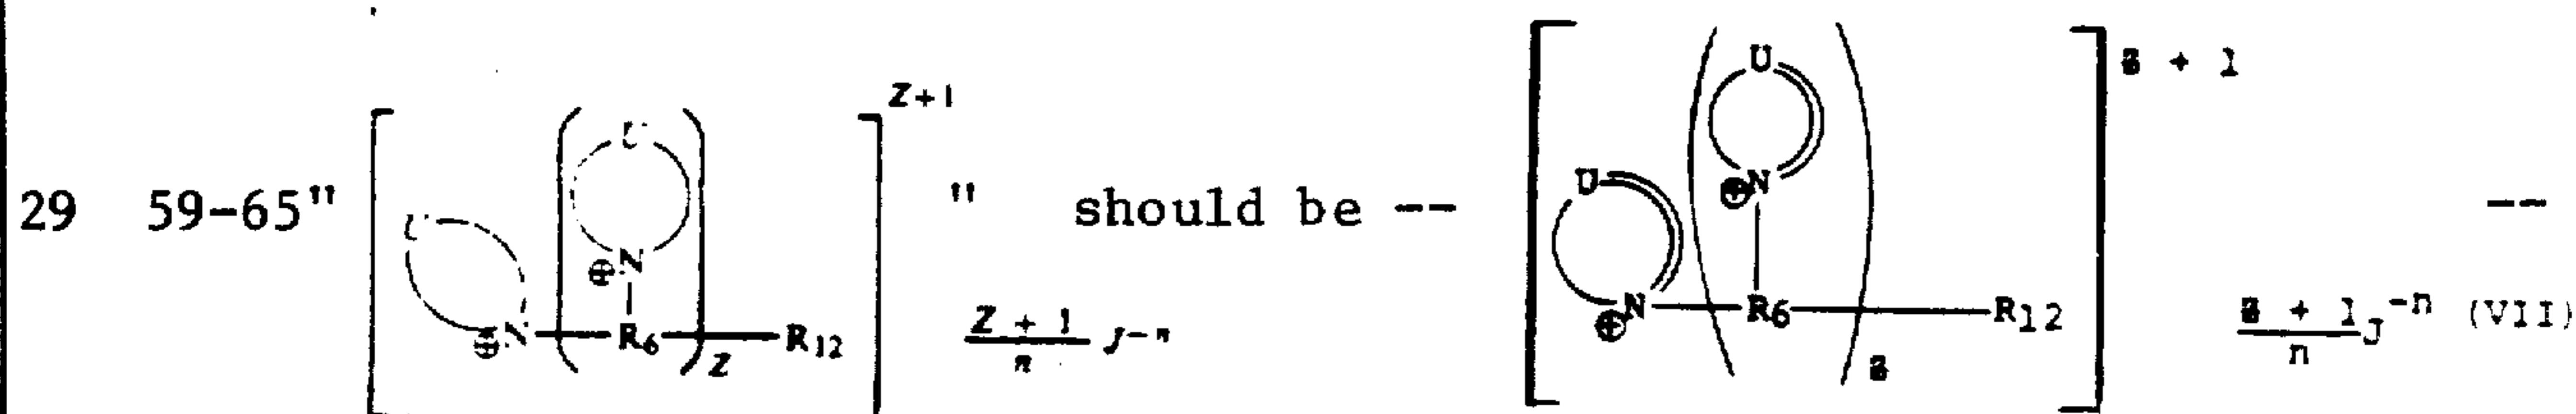 29 59-65" [ U ⊕N ( U ⊕N R6 )Z R12 ] Z+1 Z + 1 / n J-n " should be -- [ U ⊕N ( U ⊕N R6 ) R12 ] + 1 + 1 / n J-n (VII) --